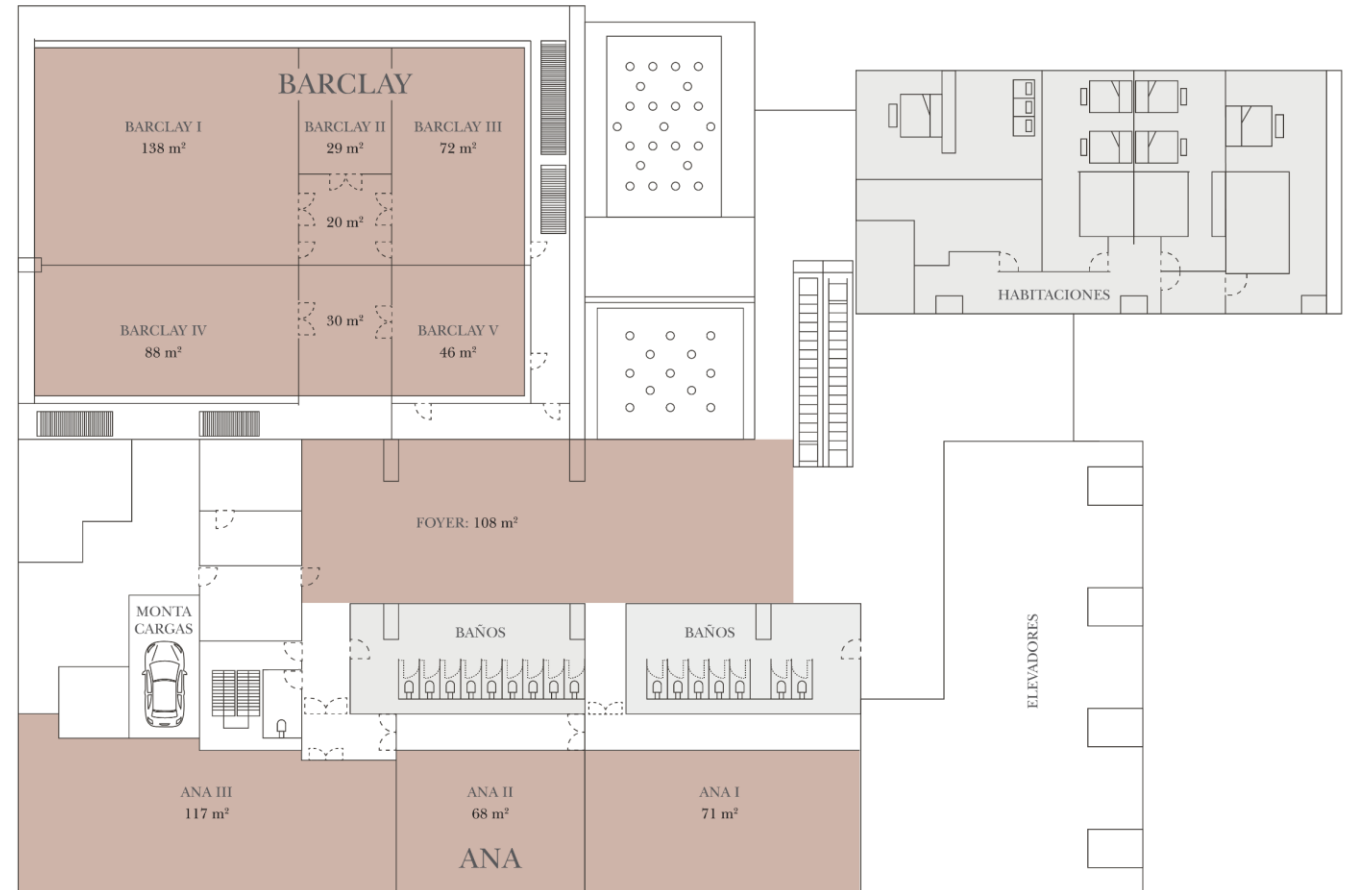 BARCLAY
BARCLAY I
138 m²
BARCLAY II
29 m²
BARCLAY III
72 m²
20 m²
30 m²
BARCLAY IV
88 m²
BARCLAY V
46 m²
HABITACIONES
FOYER: 108 m²
MONTA
CARGAS
BAÑOS
BAÑOS
ELEVADORES
ANA III
117 m²
ANA II
68 m²
ANA I
71 m²
ANA